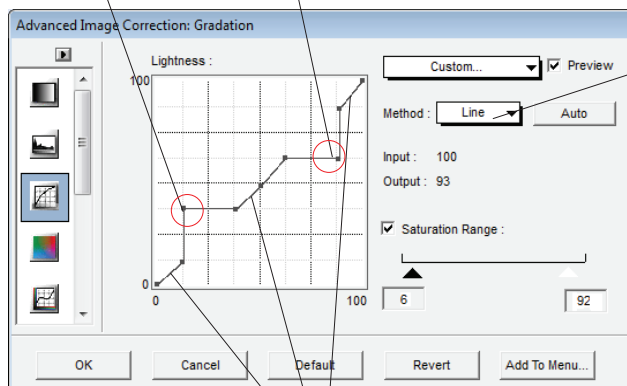 Advanced Image Correction: Gradation
Lightness :
100
0
0
100
Custom...
Preview
Method :
Line
Auto
Input : 100
Output : 93
Saturation Range :
6
92
OK
Cancel
Default
Revert
Add To Menu...